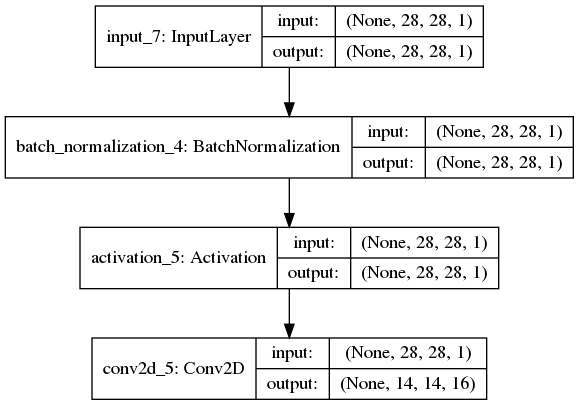 input_7: InputLayer
input: (None, 28, 28, 1)
output: (None, 28, 28, 1)
batch_normalization_4: BatchNormalization
input: (None, 28, 28, 1)
output: (None, 28, 28, 1)
activation_5: Activation
input: (None, 28, 28, 1)
output: (None, 28, 28, 1)
conv2d_5: Conv2D
input: (None, 28, 28, 1)
output: (None, 14, 14, 16)